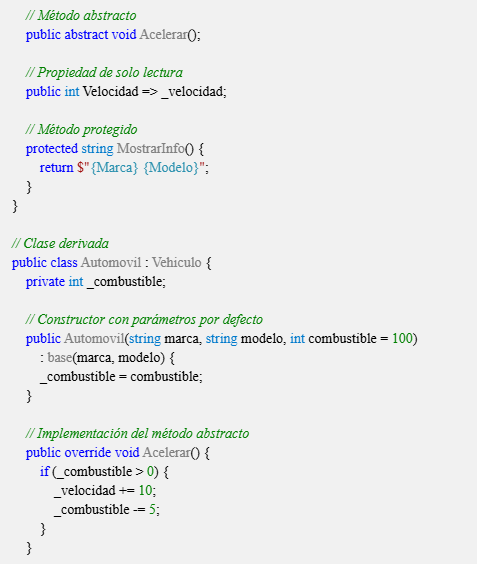 // Método abstracto
public abstract void Acelerar();
// Propiedad de solo lectura
public int Velocidad => _velocidad;
// Método protegido
protected string MostrarInfo() {
return $"{Marca} {Modelo}";
}
}
// Clase derivada
public class Automovil : Vehiculo {
private int _combustible;
// Constructor con parámetros por defecto
public Automovil(string marca, string modelo, int combustible = 100)
: base(marca, modelo) {
_combustible = combustible;
}
// Implementación del método abstracto
public override void Acelerar() {
if (_combustible > 0) {
_velocidad += 10;
_combustible -= 5;
}
}